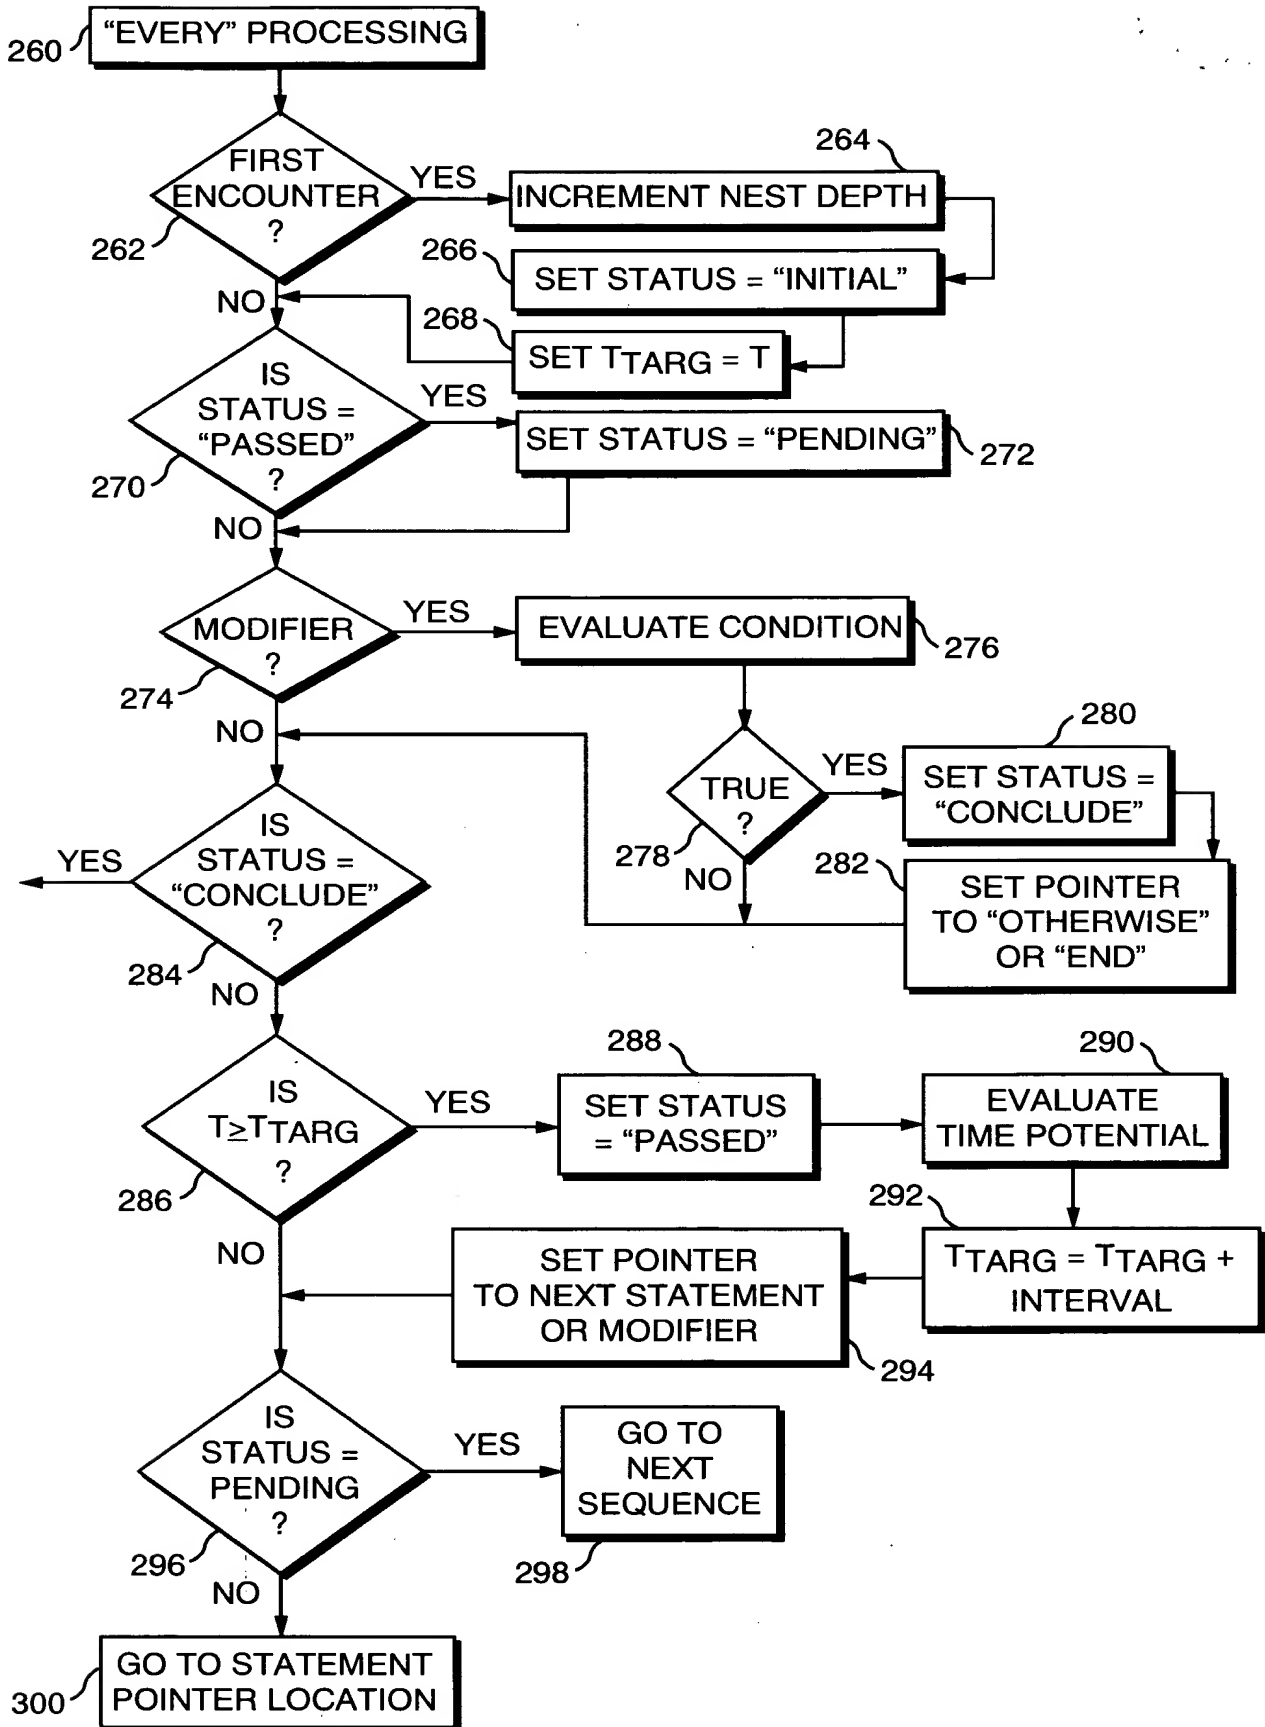 "EVERY" PROCESSING
260
FIRST
ENCOUNTER
?
262
YES
264
INCREMENT NEST DEPTH
266
SET STATUS = "INITIAL"
NO
268
SET TTARG = T
IS
STATUS =
"PASSED"
?
270
YES
SET STATUS = "PENDING"
272
NO
MODIFIER
?
274
YES
EVALUATE CONDITION
276
NO
TRUE
?
278
YES
280
SET STATUS =
"CONCLUDE"
NO
282
SET POINTER
TO "OTHERWISE"
OR "END"
IS
STATUS =
"CONCLUDE"
?
YES
284
NO
IS
T≥TTARG
?
286
YES
288
SET STATUS
= "PASSED"
290
EVALUATE
TIME POTENTIAL
292
TTARG = TTARG +
INTERVAL
NO
SET POINTER
TO NEXT STATEMENT
OR MODIFIER
294
IS
STATUS =
PENDING
?
296
YES
GO TO
NEXT
SEQUENCE
298
NO
GO TO STATEMENT
POINTER LOCATION
300